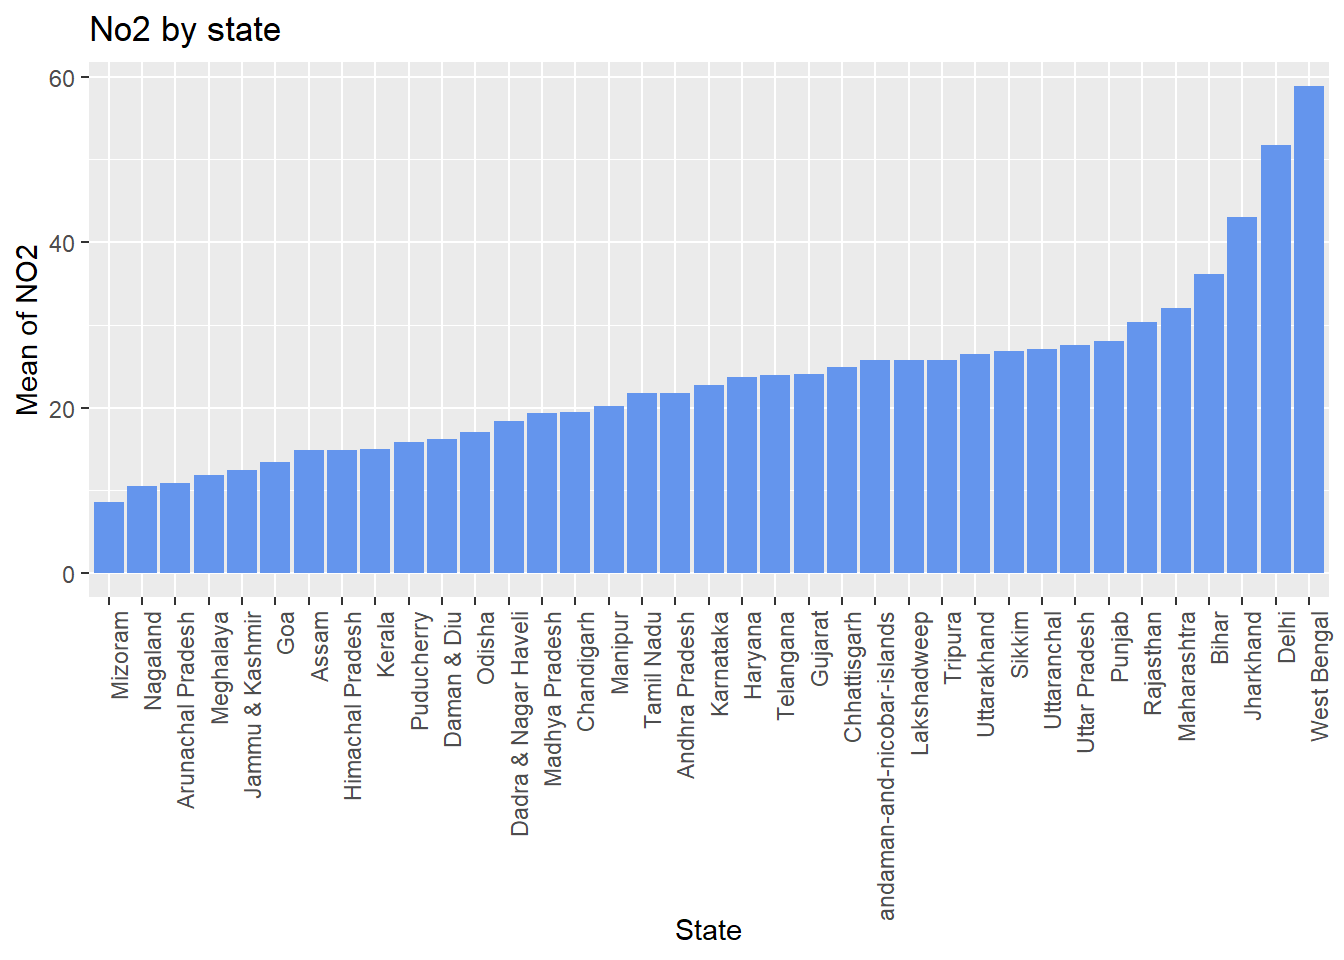 No2 by state
Mean of NO2
60
40
20
0
Mizoram
Nagaland
Arunachal Pradesh
Meghalaya
Jammu & Kashmir
Goa
Assam
Himachal Pradesh
Kerala
Puducherry
Daman & Diu
Odisha
Dadra & Nagar Haveli
Madhya Pradesh
Chandigarh
Manipur
Tamil Nadu
Andhra Pradesh
Karnataka
Haryana
Telangana
Gujarat
Chhattisgarh
andaman-and-nicobar-islands
Lakshadweep
Tripura
Uttarakhand
Sikkim
Uttaranchal
Uttar Pradesh
Punjab
Rajasthan
Maharashtra
Bihar
Jharkhand
Delhi
West Bengal
State